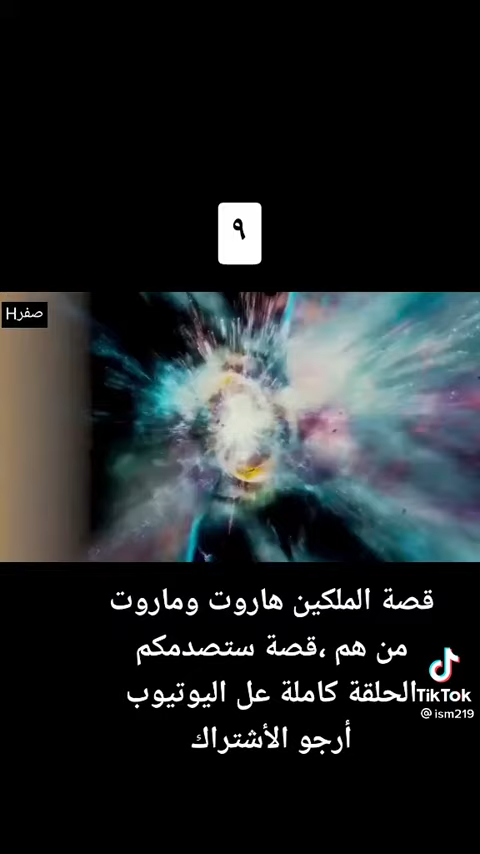 ٩
صفرH
قصة الملكين هاروت وماروت
من هم ،قصة ستصدمكم
الحلقة كاملة عل اليوتيوب
أرجو الأشتراك
TikTok
@ism219